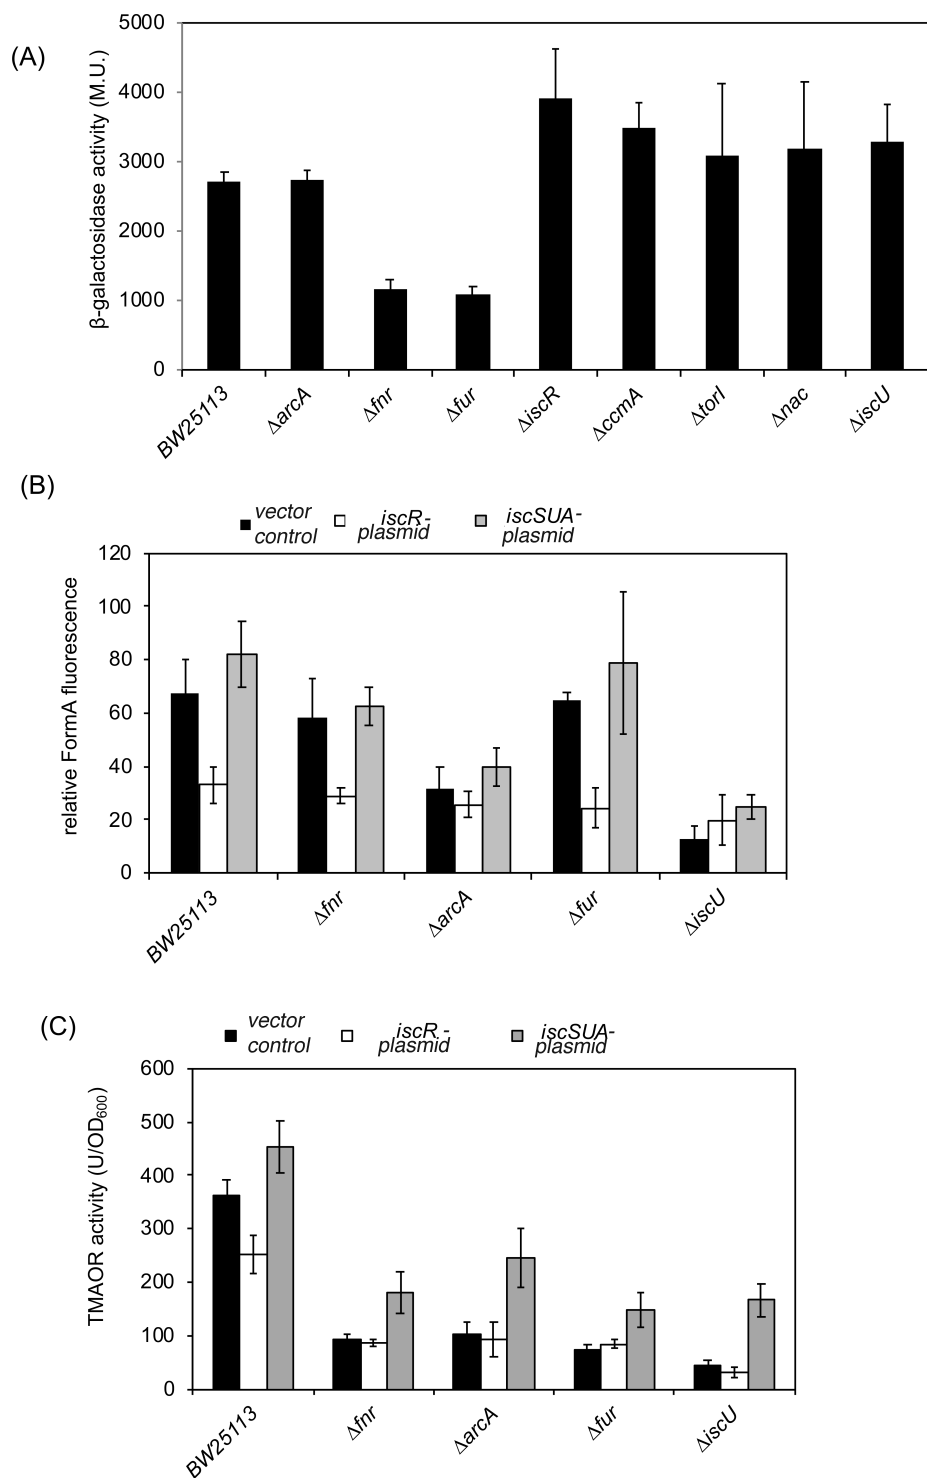 (A)
β-galactosidase activity (M.U.)
5000
4000
3000
2000
1000
0
BW25113
ΔarcA
Δfnr
Δfur
ΔiscR
ΔccmA
ΔtorI
Δnac
ΔiscU
(B)
vector
control
iscR-
plasmid
iscSUA-
plasmid
relative FormA fluorescence
120
100
80
60
40
20
0
BW25113
Δfnr
ΔarcA
Δfur
ΔiscU
(C)
vector
control
iscR -
plasmid
iscSUA-
plasmid
TMAOR activity (U/OD600)
600
500
400
300
200
100
0
BW25113
Δfnr
ΔarcA
Δfur
ΔiscU